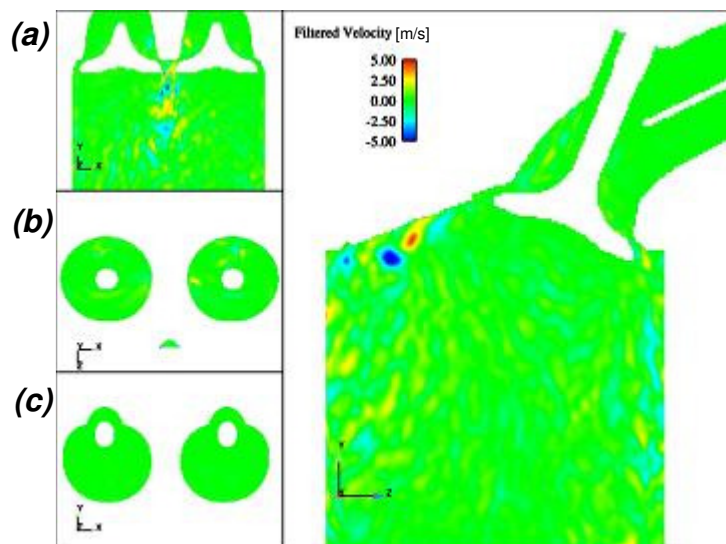 (a)
Y
Z X
(b)
Y X
Z
(c)
Y
Z X
Filtered Velocity [m/s]
5.00
2.50
0.00
-2.50
-5.00
Y
X Z